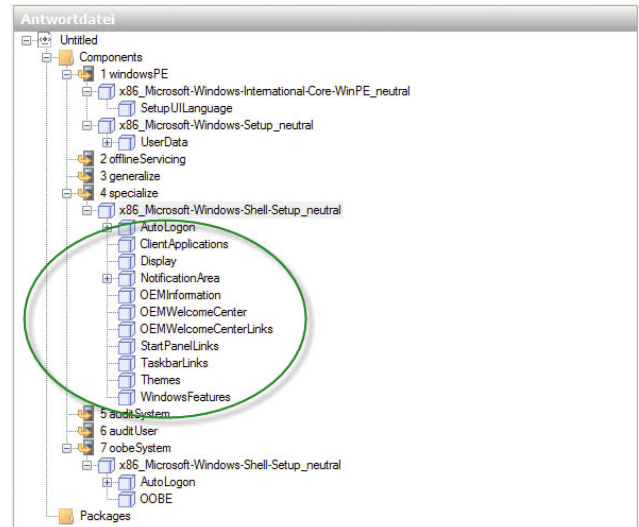 Antwortdatei
Untitled
Components
1 windowsPE
x86_Microsoft-Windows-International-Core-WinPE_neutral
SetupUILanguage
x86_Microsoft-Windows-Setup_neutral
UserData
2 offlineServicing
3 generalize
4 specialize
x86_Microsoft-Windows-Shell-Setup_neutral
AutoLogon
ClientApplications
Display
NotificationArea
OEMInformation
OEMWelcomeCenter
OEMWelcomeCenterLinks
StartPanelLinks
TaskbarLinks
Themes
WindowsFeatures
5 auditSystem
6 auditUser
7 oobeSystem
x86_Microsoft-Windows-Shell-Setup_neutral
AutoLogon
OOBE
Packages